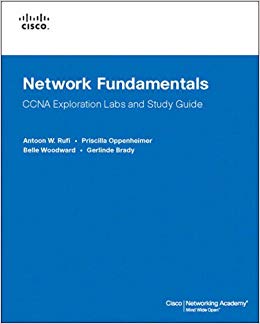 CISCO.
Network Fundamentals
CCNA Exploration Labs and Study Guide
Antoon W. Rufi • Priscilla Oppenheimer
Belle Woodward • Gerlinde Brady
Cisco | Networking Academy®
Mind Wide Open™